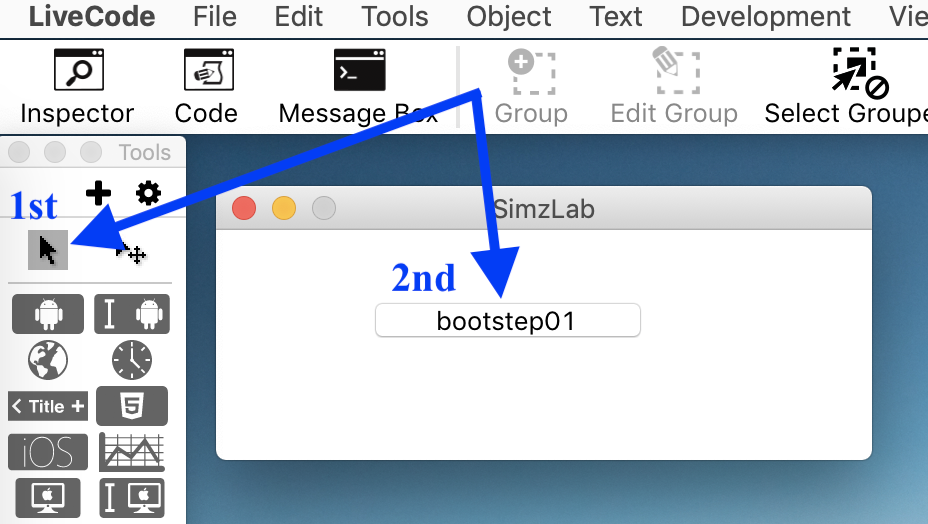 LiveCode File Edit Tools Object Text Development Vie
Inspector Code Message Box Group Edit Group Select Groupe
Tools
1st
SimzLab
2nd
bootstep01
< Title +
5
iOS